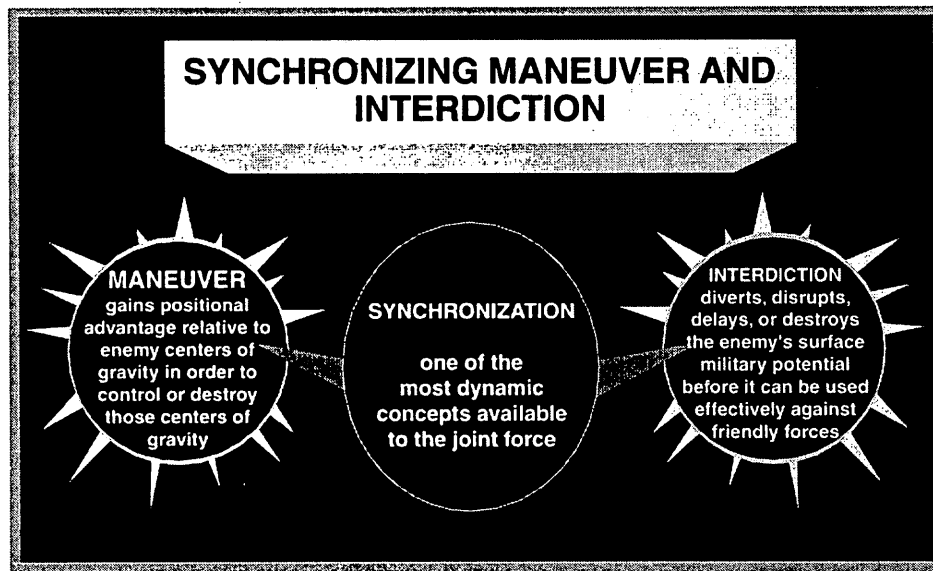 SYNCHRONIZING MANEUVER AND
INTERDICTION
MANEUVER
gains positional
advantage relative to
enemy centers of
gravity in order to
control or destroy
those centers of
gravity
SYNCHRONIZATION
one of the
most dynamic
concepts available
to the joint force
INTERDICTION
diverts, disrupts,
delays, or destroys
the enemy's surface
military potential
before it can be used
effectively against
friendly forces